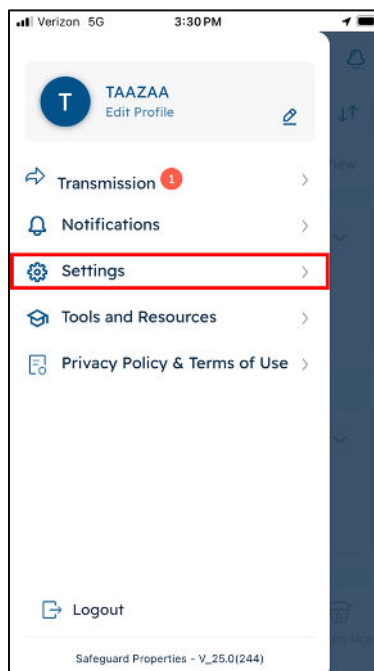 Verizon 5G 3:30 PM
T
TAAZAA
Edit Profile
Transmission 1
Notifications
Settings
Tools and Resources
Privacy Policy & Terms of Use
Logout
Safeguard Properties - V_25.0(244)